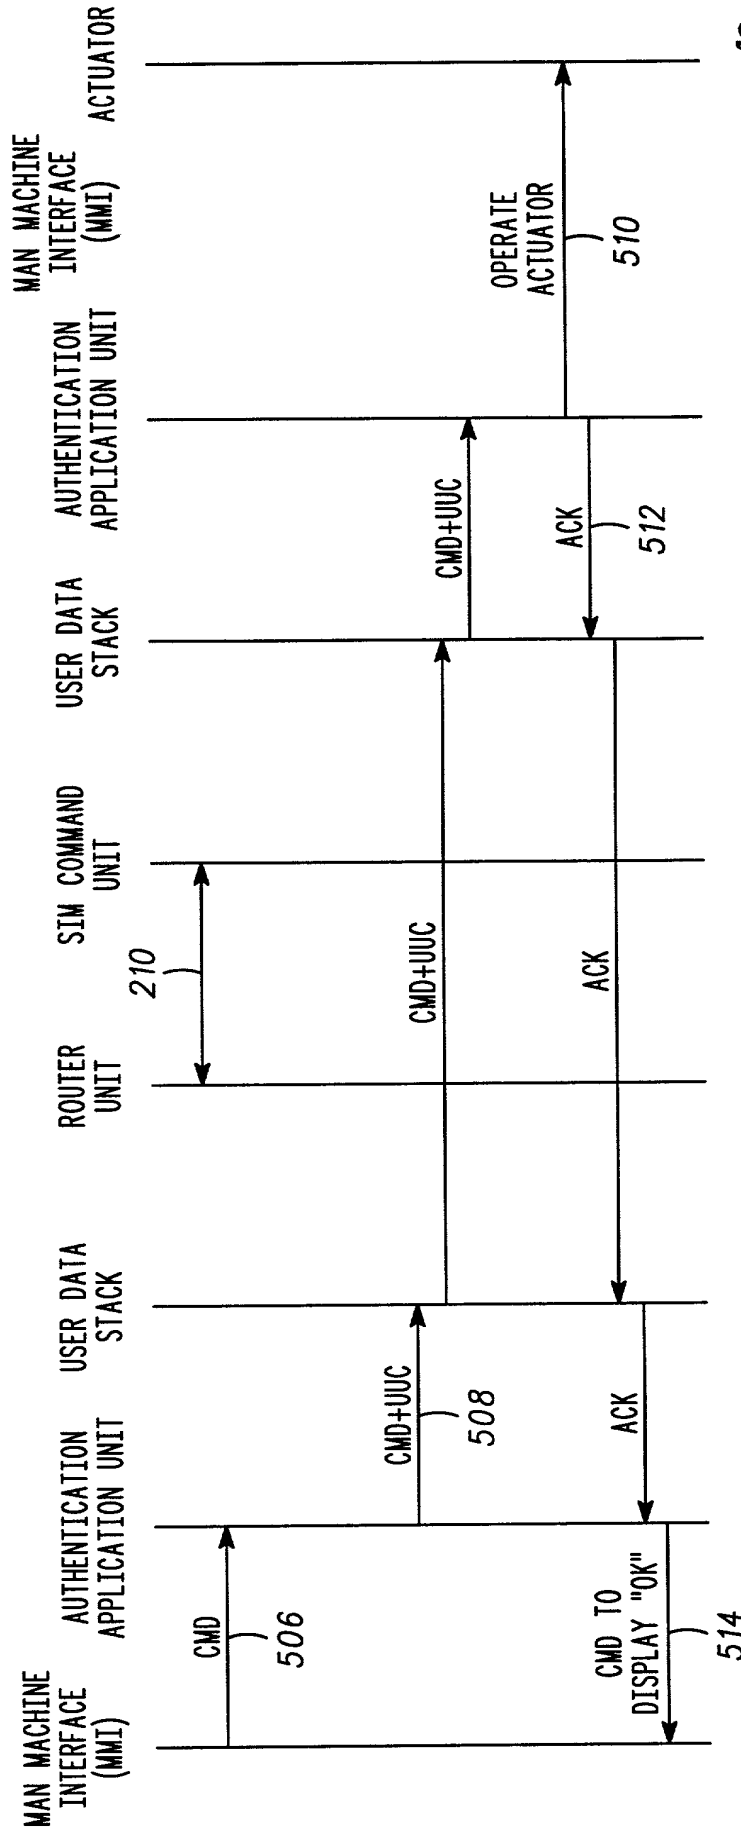 MAN MACHINE
INTERFACE
(MMI)
AUTHENTICATION
APPLICATION UNIT
USER DATA
STACK
ROUTER
UNIT
SIM COMMAND
UNIT
USER DATA
STACK
AUTHENTICATION
APPLICATION UNIT
MAN MACHINE
INTERFACE
(MMI)
ACTUATOR
210
CMD
506
CMD+UUC
508
CMD+UUC
CMD+UUC
OPERATE
ACTUATOR
510
ACK
512
ACK
ACK
CMD TO
DISPLAY "OK"
514